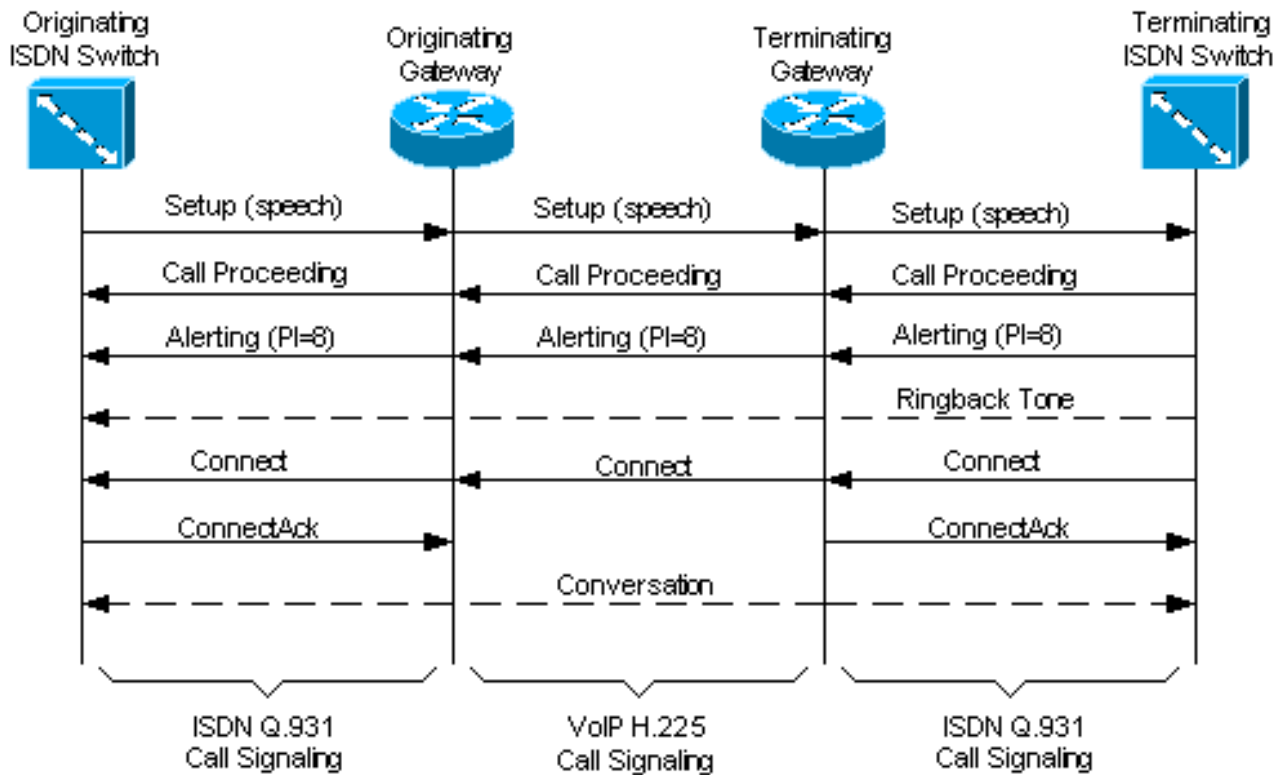 Originating
ISDN Switch
Originating
Gateway
Terminating
Gateway
Terminating
ISDN Switch
Setup (speech)
Setup (speech)
Setup (speech)
Call Proceeding
Call Proceeding
Call Proceeding
Alerting (PI=8)
Alerting (PI=8)
Alerting (PI=8)
Ringback Tone
Connect
Connect
Connect
ConnectAck
ConnectAck
Conversation
ISDN Q.931
Call Signaling
VoIP H.225
Call Signaling
ISDN Q.931
Call Signaling